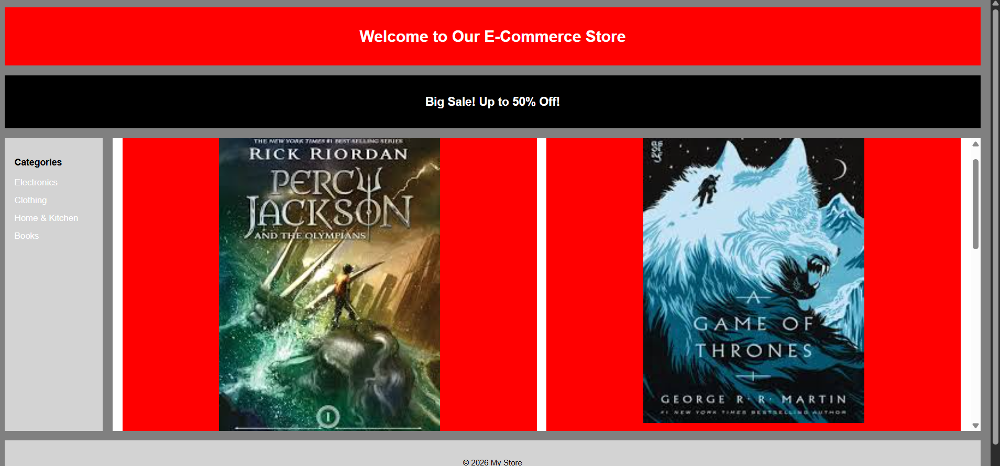 Welcome to Our E-Commerce Store
Big Sale! Up to 50% Off!
Categories
Electronics
Clothing
Home & Kitchen
Books
THE NEW YORK TIMES #1 BEST-SELLING SERIES
RICK RIORDAN
PERCY
JACKSON
AND THE OLYMPIANS
I
A
GAME OF
THRONES
GEORGE R. R. MARTIN
#1 NEW YORK TIMES BESTSELLING AUTHOR
© 2026 My Store